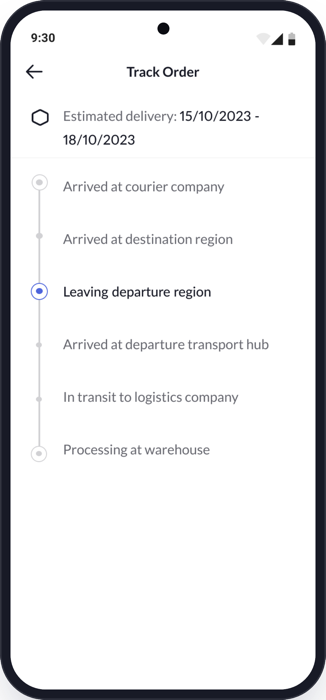 9:30
Track Order
Estimated delivery: 15/10/2023 -
18/10/2023
Arrived at courier company
Arrived at destination region
Leaving departure region
Arrived at departure transport hub
In transit to logistics company
Processing at warehouse